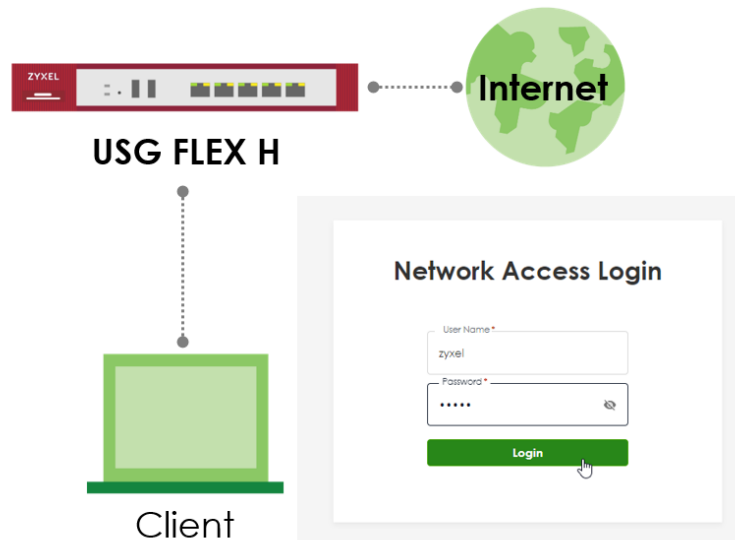 ZYXEL
Internet
USG FLEX H
Network Access Login
User Name *
zyxel
Password *
•••••
Login
Client